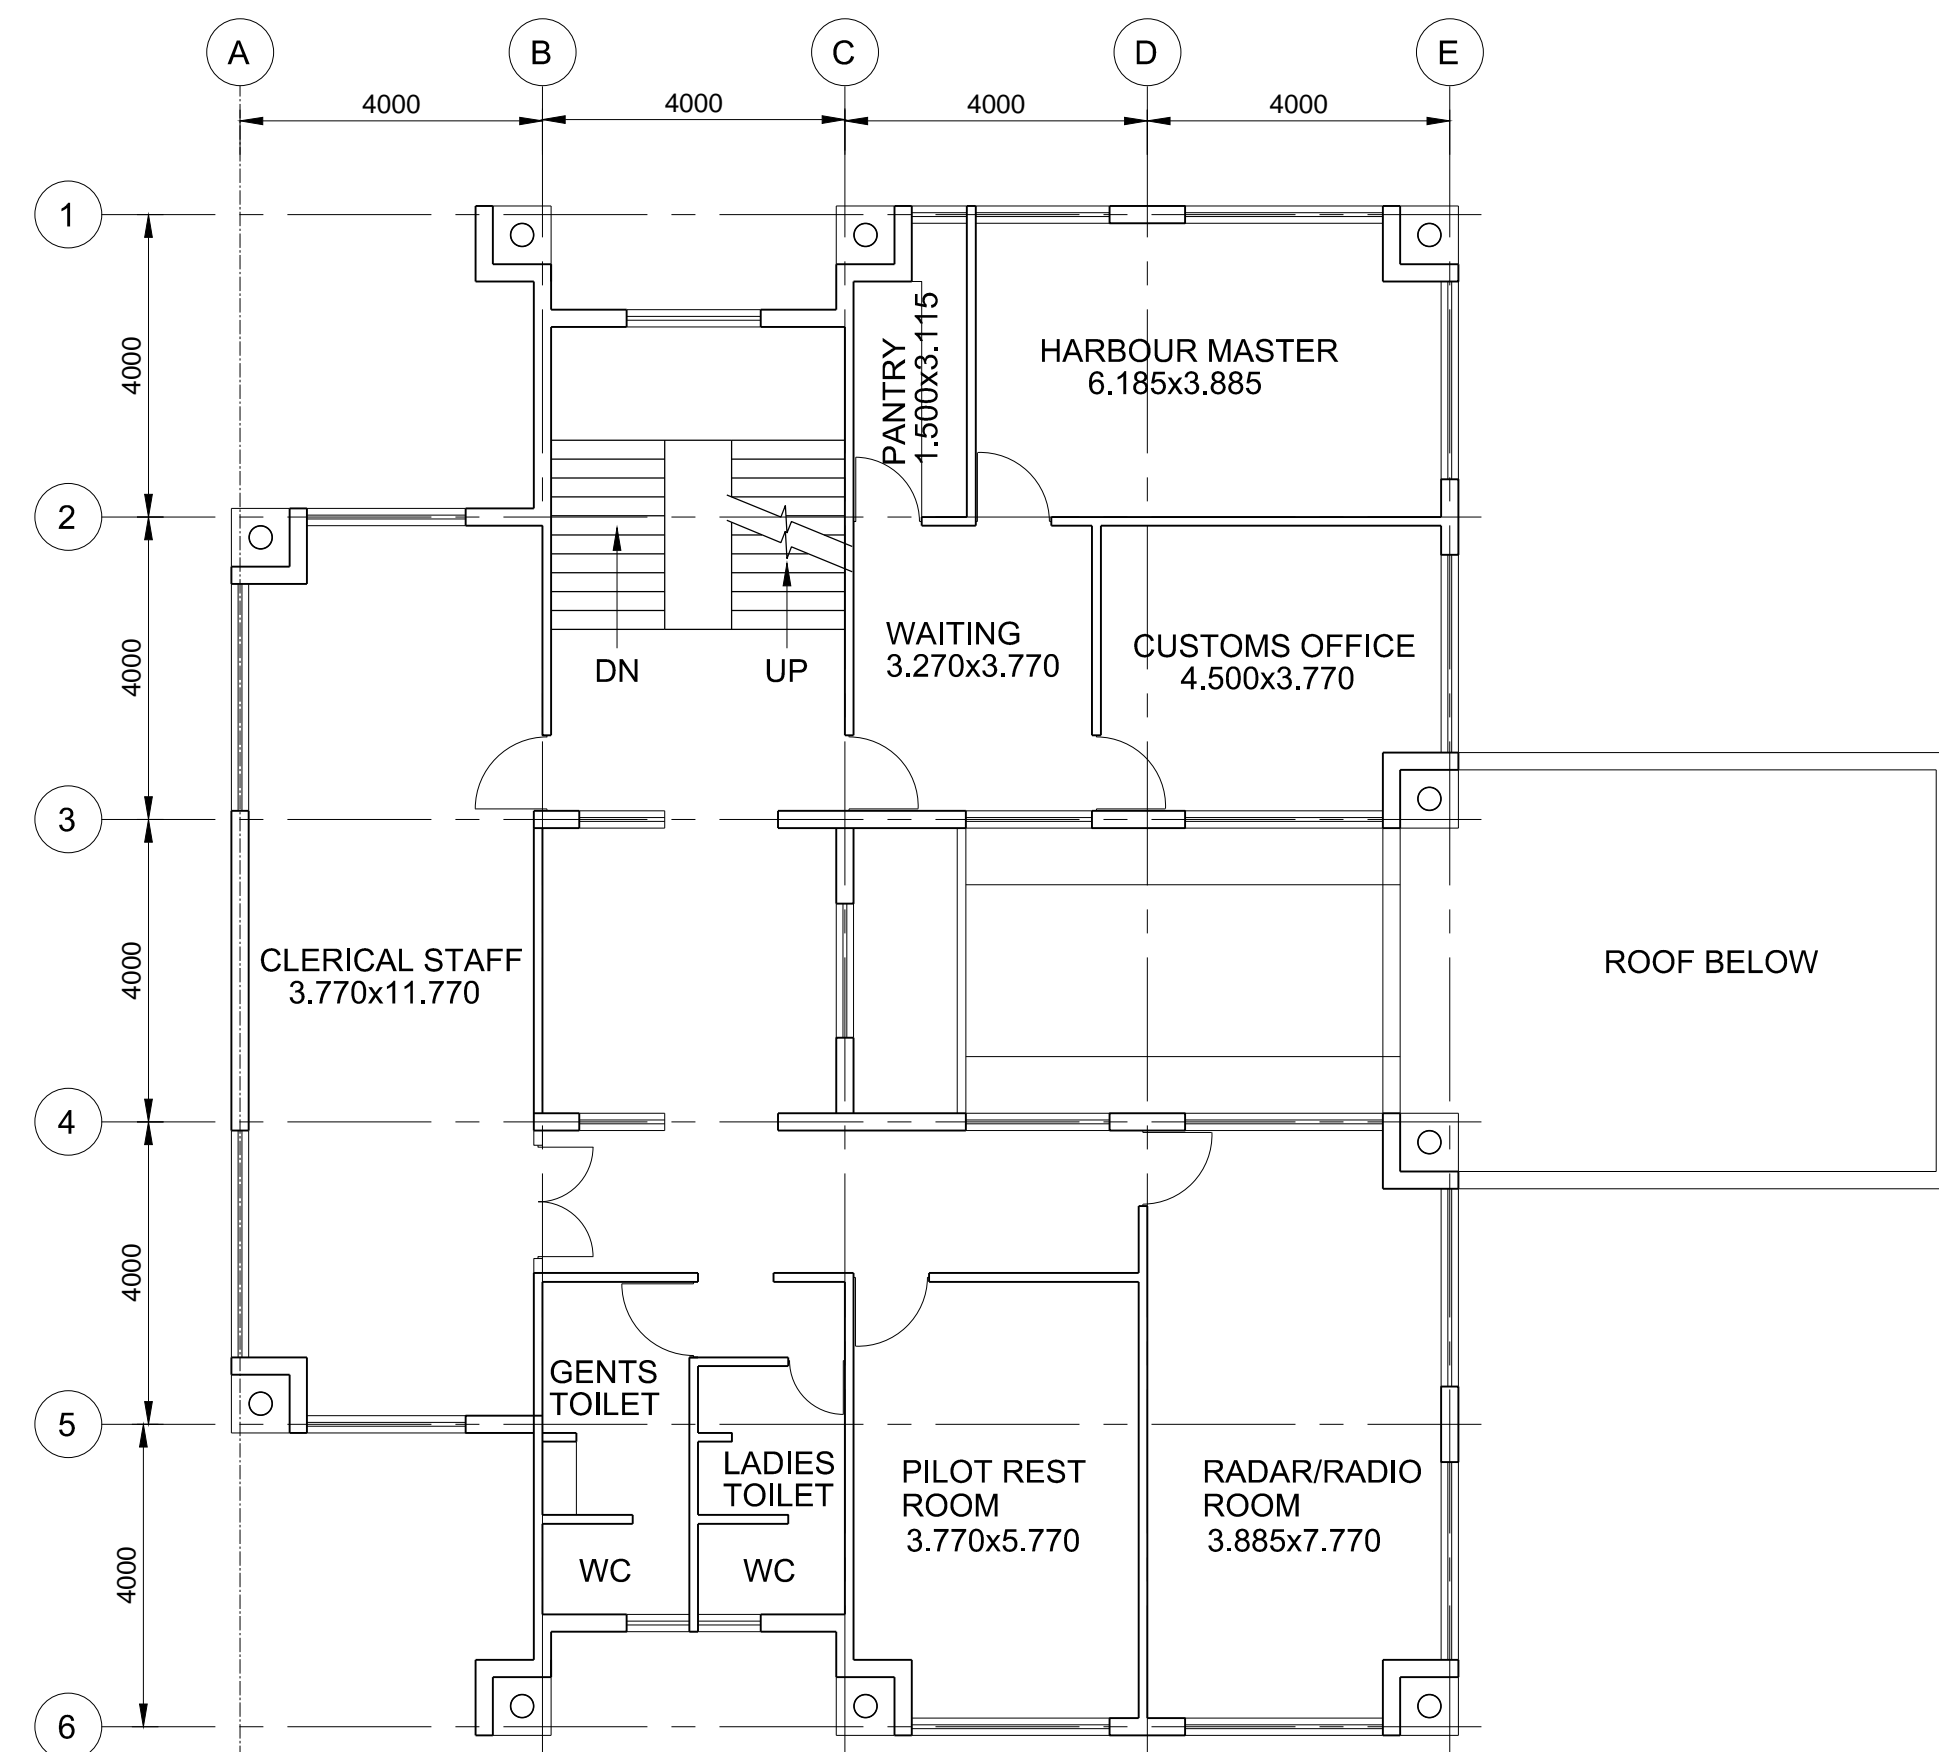 A
B
C
D
E
4000
4000
4000
4000
1
2
3
4
5
6
4000
4000
4000
4000
4000
PANTRY
1.500x3.115
HARBOUR MASTER
6.185x3.885
WAITING
3.270x3.770
CUSTOMS OFFICE
4.500x3.770
DN
UP
CLERICAL STAFF
3.770x11.770
ROOF BELOW
GENTS
TOILET
LADIES
TOILET
WC
WC
PILOT REST
ROOM
3.770x5.770
RADAR/RADIO
ROOM
3.885x7.770